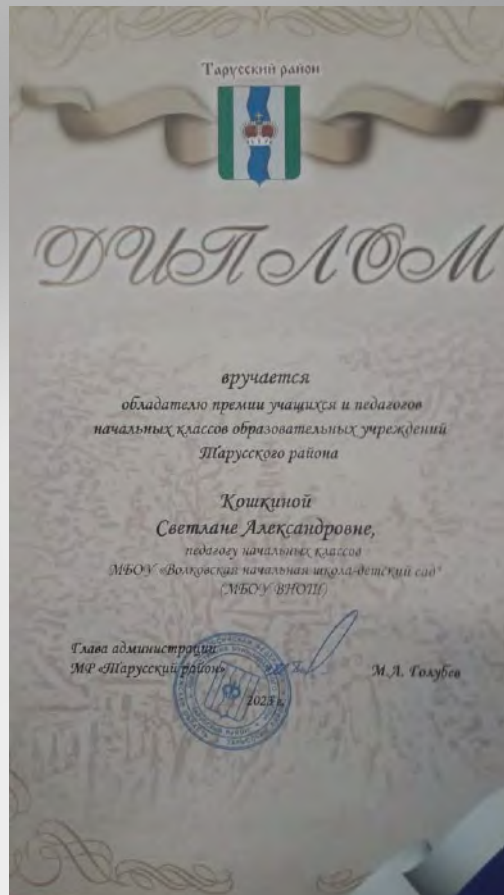 Тарусский район
ДИПЛОМ
вручается
обладателю премии учащихся и педагогов
начальных классов образовательных учреждений
Тарусского района
Кошкиной
Светлане Александровне,
педагогу начальных классов
МБОУ «Волковская начальная школа-детский сад"
(МБОУ ВНОШ)
Глава администрации
МР «Тарусский район»
М.А. Голубев
2023 г.